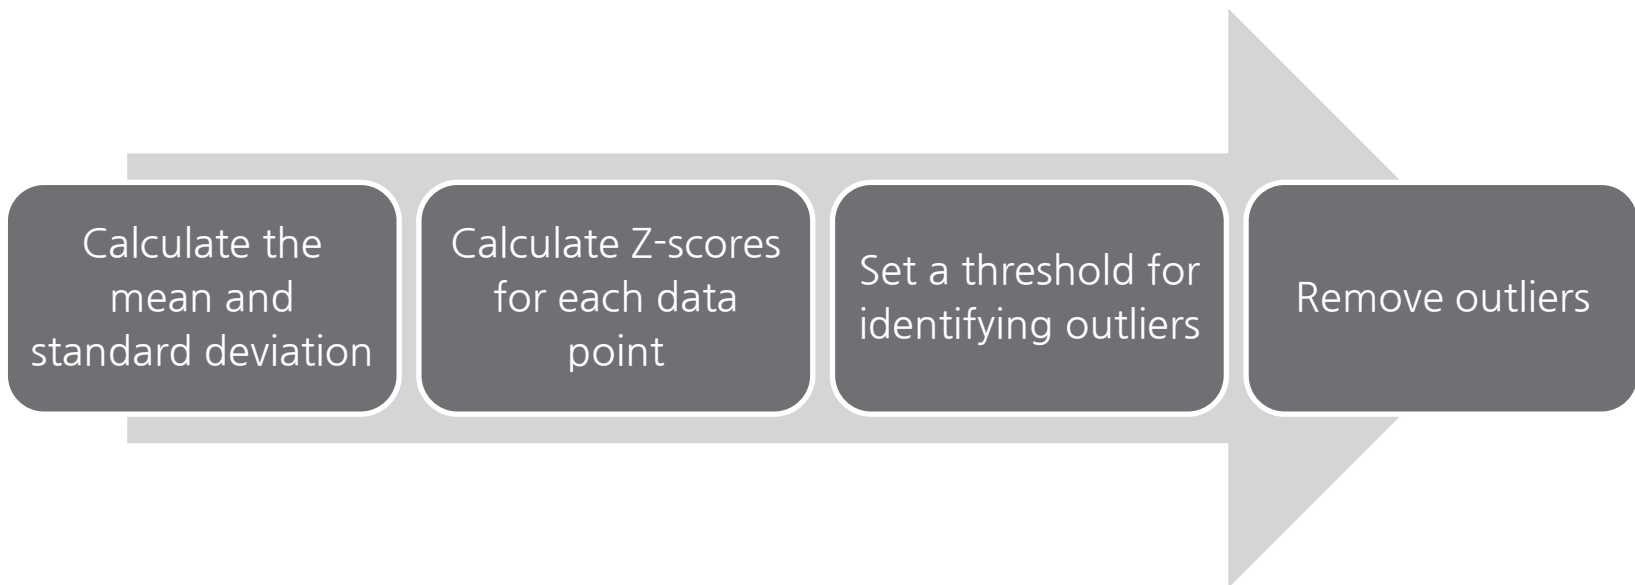 Calculate the
mean and
standard deviation
Calculate Z-scores
for each data
point
Set a threshold for
identifying outliers
Remove outliers